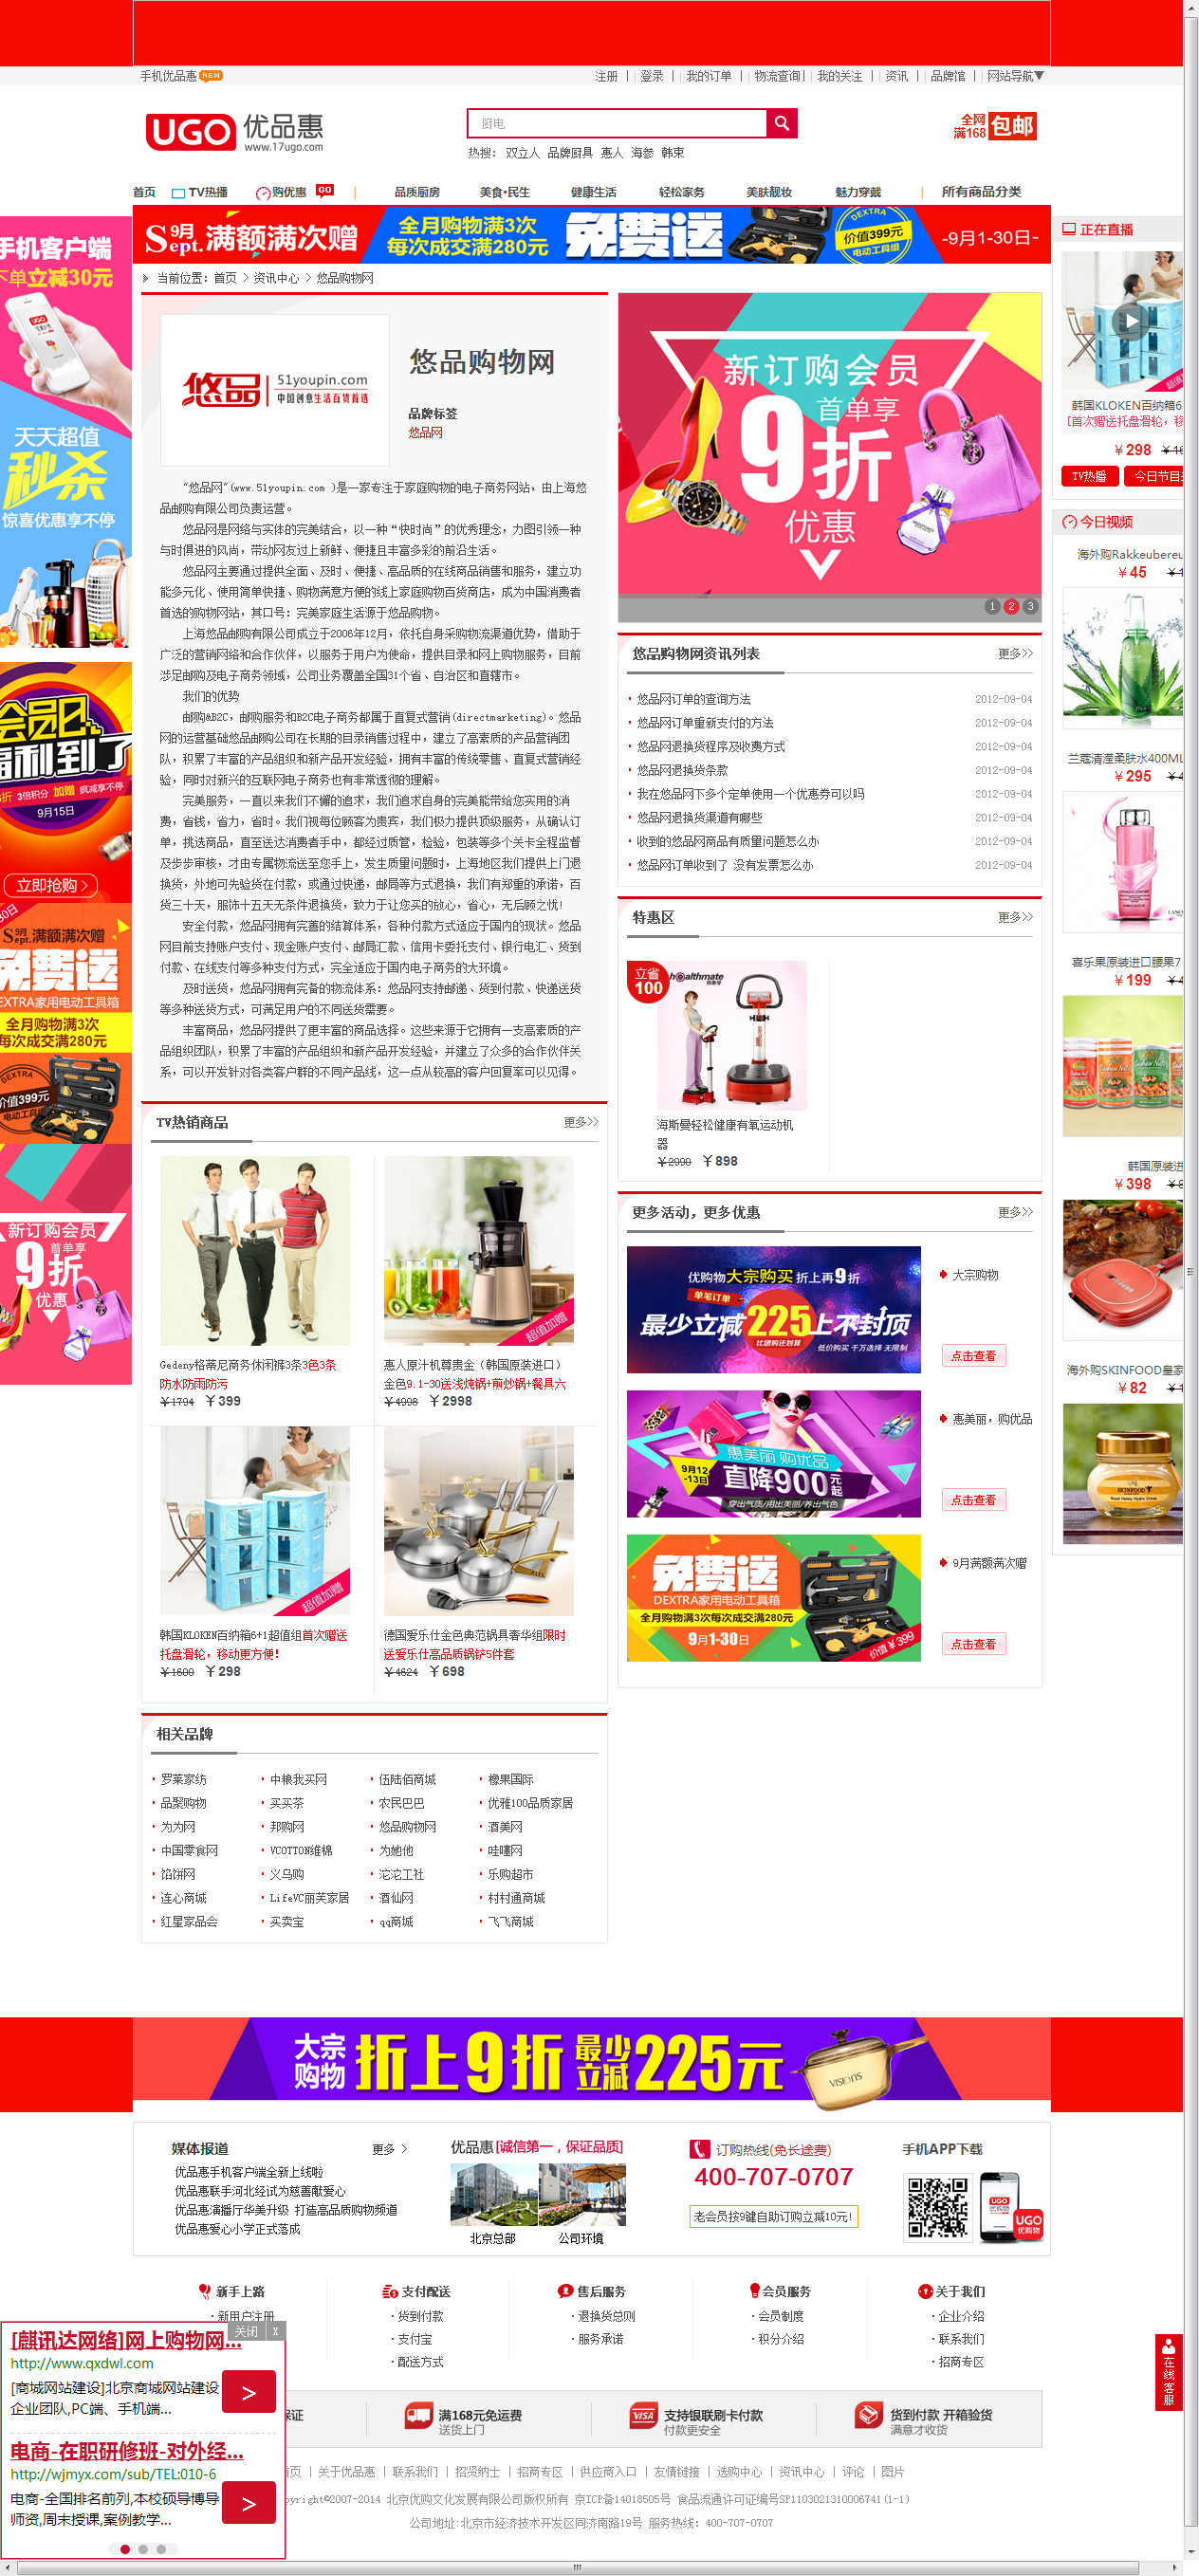 手机优品惠 NEW
注册 | 登录 | 我的订单 | 物流查询 | 我的关注 | 资讯 | 品牌馆 | 网站导航▼
UGO 优品惠
www.17ugo.com
厨电
热搜: 双立人 品牌厨具 惠人 海参 韩束
全网
满168 包邮
首页 TV热播 购优惠 GO 品质厨房 美食·民生 健康生活 轻松家务 美肤靓妆 魅力穿戴 所有商品分类
9月 Sept. 满额满次赠 全月购物满3次 每次成交满280元 免费送 DEXTRA 价值399元 电动工具组 -9月1-30日-
当前位置: 首页 > 资讯中心 > 悠品购物网
手机客户端
下单立减30元
天天超值
秒杀
惊喜优惠享不停
会员日
福利到了
3倍积分 加赠 疯减享不停
9月15日
立即抢购 >
9月 Sept. 满额满次赠
免费送
DEXTRA家用电动工具箱
全月购物满3次
每次成交满280元
DEXTRA
价值399元
电动工具
新订购会员
首单享
9折
优惠
悠品 51youpin.com
中国创意生活百货首选
悠品购物网
品牌标签
悠品网
“悠品网”(www.51youpin.com )是一家专注于家庭购物的电子商务网站，由上海悠
品邮购有限公司负责运营。
悠品网是网络与实体的完美结合，以一种“快时尚”的优秀理念，力图引领一种
与时俱进的风尚，带动网友过上新鲜、便捷且丰富多彩的前沿生活。
悠品网主要通过提供全面、及时、便捷、高品质的在线商品销售和服务，建立功
能多元化、使用简单快捷、购物满意方便的线上家庭购物百货商店，成为中国消费者
首选的购物网站，其口号：完美家庭生活源于悠品购物。
上海悠品邮购有限公司成立于2006年12月，依托自身采购物流渠道优势，借助于
广泛的营销网络和合作伙伴，以服务于用户为使命，提供目录和网上购物服务，目前
涉足邮购及电子商务领域，公司业务覆盖全国31个省、自治区和直辖市。
我们的优势
邮购&B2C，邮购服务和B2C电子商务都属于直复式营销(directmarketing)。悠品
网的运营基础悠品邮购公司在长期的目录销售过程中，建立了高素质的产品营销团
队，积累了丰富的产品组织和新产品开发经验，拥有丰富的传统零售、直复式营销经
验，同时对新兴的互联网电子商务也有非常透彻的理解。
完美服务，一直以来我们不懈的追求，我们追求自身的完美能带给您实用的消
费，省钱，省力，省时。我们视每位顾客为贵宾，我们极力提供顶级服务，从确认订
单，挑选商品，直至送达消费者手中，都经过质管，检验，包装等多个关卡全程监督
及步步审核，才由专属物流送至您手上，发生质量问题时，上海地区我们提供上门退
换货，外地可先验货在付款，或通过快递，邮局等方式退换，我们有郑重的承诺，百
货三十天，服饰十五天无条件退换货，致力于让您买的放心，省心，无后顾之忧!
安全付款，悠品网拥有完善的结算体系，各种付款方式适应于国内的现状。悠品
网目前支持账户支付、现金账户支付、邮局汇款、信用卡委托支付、银行电汇、货到
付款、在线支付等多种支付方式，完全适应于国内电子商务的大环境。
及时送货，悠品网拥有完备的物流体系：悠品网支持邮递、货到付款、快递送货
等多种送货方式，可满足用户的不同送货需要。
丰富商品，悠品网提供了更丰富的商品选择。这些来源于它拥有一支高素质的产
品组织团队，积累了丰富的产品组织和新产品开发经验，并建立了众多的合作伙伴关
系，可以开发针对各类客户群的不同产品线，这一点从较高的客户回复率可以见得。
TV热销商品 更多>>
超值加赠
Gedeny格蒂尼商务休闲裤3条3色3条
防水防雨防污
￥1794 ￥399
惠人原汁机尊贵金（韩国原装进口）
金色9.1-30送浅炖锅+煎炒锅+餐具六
￥4998 ￥2998
超值加赠
韩国KLOKEN百纳箱6+1超值组首次赠送
托盘滑轮，移动更方便!
￥1600 ￥298
德国爱乐仕金色典范锅具奢华组限时
送爱乐仕高品质锅铲5件套
￥4624 ￥698
相关品牌
罗莱家纺 中粮我买网 伍陆佰商城 橡果国际
品聚购物 买买茶 农民巴巴 优雅100品质家居
为为网 邦购网 悠品购物网 酒美网
中国零食网 VCOTTON维棉 为她他 哇噻网
馅饼网 义乌购 沱沱工社 乐购超市
连心商城 LifeVC丽芙家居 酒仙网 村村通商城
红星家品会 买卖宝 qq商城 飞飞商城
新订购会员
9折
首单享
优惠
1 2 3
悠品购物网资讯列表 更多>>
悠品网订单的查询方法 2012-09-04
悠品网订单重新支付的方法 2012-09-04
悠品网退换货程序及收费方式 2012-09-04
悠品网退换货条款 2012-09-04
我在悠品网下多个定单使用一个优惠券可以吗 2012-09-04
悠品网退换货渠道有哪些 2012-09-04
收到的悠品网商品有质量问题怎么办 2012-09-04
悠品网订单收到了 没有发票怎么办 2012-09-04
特惠区 更多>>
立省
100
healthmate
海斯曼轻松健康有氧运动机
器
￥2990 ￥898
更多活动，更多优惠 更多>>
优购物大宗购买 折上再9折
单笔订单
最少立减225元 上不封顶
比团购还划算
低价购买 千万选择 无限制
大宗购物
点击查看
惠美丽 购优品
9月12-13日
直降900元起
穿出气质/用出美丽/养出气色
惠美丽，购优品
点击查看
免费送
DEXTRA家用电动工具箱
全月购物满3次每次成交满280元
9月1-30日
价值￥399
9月满额满次赠
点击查看
正在直播
韩国KLOKEN百纳箱6
[首次赠送托盘滑轮，移
￥298
TV热播
今日视频
海外购Rakkeubereu
￥45
兰蔻清滢柔肤水400ML
￥295
喜乐果原装进口腰果7
￥199
韩国原装进
￥398
海外购SKINFOOD皇家
￥82
SKINFOOD
大宗
购物 折上9折 最少立减225元
VISIONS
媒体报道 更多 >
优品惠手机客户端全新上线啦
优品惠联手河北经试为慈善献爱心
优品惠演播厅华美升级 打造高品质购物频道
优品惠爱心小学正式落成
优品惠[诚信第一，保证品质]
北京总部 公司环境
订购热线(免长途费)
400-707-0707
老会员按9键自助订购立减10元!
手机APP下载
UGO
优购物
新手上路 支付配送 售后服务 会员服务 关于我们
新用户注册 货到付款 退换货总则 会员制度 企业介绍
支付宝 服务承诺 积分介绍 联系我们
配送方式 招商专区
保证
满168元免运费
送货上门
VISA
支持银联刷卡付款
付款更安全
货到付款 开箱验货
满意才收货
首页 | 关于优品惠 | 联系我们 | 招贤纳士 | 招商专区 | 供应商入口 | 友情链接 | 选购中心 | 资讯中心 | 评论 | 图片
pyright©2007-2014 北京优购文化发展有限公司版权所有 京ICP备14018505号 食品流通许可证编号SP1103021310006741(1-1)
公司地址:北京市经济技术开发区同济南路19号 服务热线: 400-707-0707
关闭 X
[麒讯达网络]网上购物网...
http://www.qxdwl.com
[商城网站建设]北京商城网站建设
企业团队,PC端、手机端...
电商-在职研修班-对外经...
http://wjmyx.com/sub/TEL:010-6
电商-全国排名前列,本校硕导博导
师资,周末授课,案例教学...
在线客服